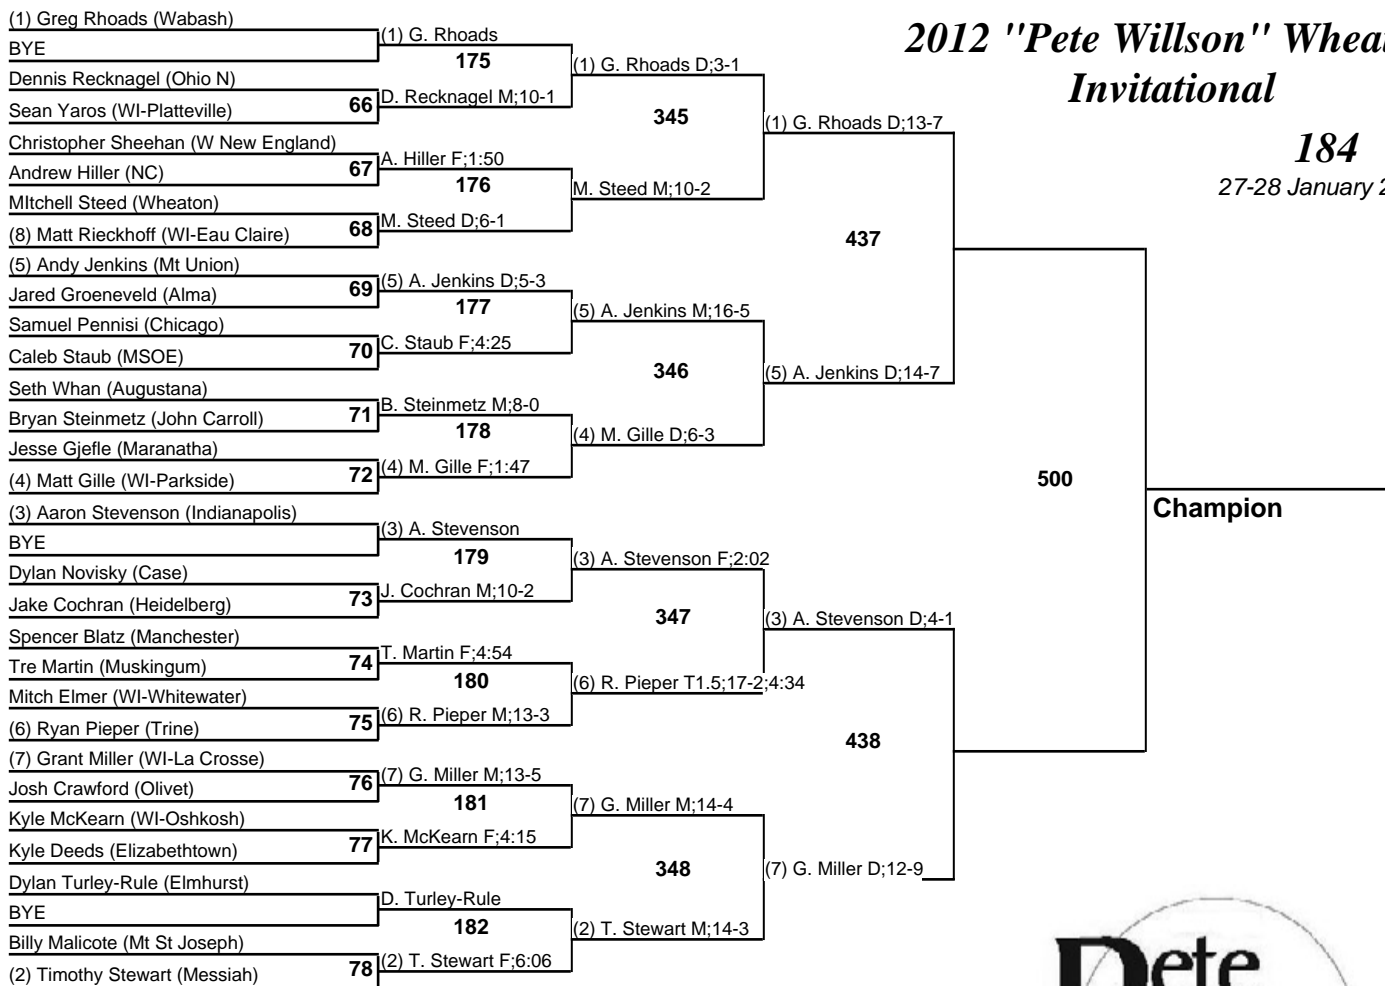 (1) Greg Rhoads (Wabash)
BYE
Dennis Recknagel (Ohio N)
Sean Yaros (WI-Platteville)
Christopher Sheehan (W New England)
Andrew Hiller (NC)
MItchell Steed (Wheaton)
(8) Matt Rieckhoff (WI-Eau Claire)
(5) Andy Jenkins (Mt Union)
Jared Groeneveld (Alma)
Samuel Pennisi (Chicago)
Caleb Staub (MSOE)
Seth Whan (Augustana)
Bryan Steinmetz (John Carroll)
Jesse Gjefle (Maranatha)
(4) Matt Gille (WI-Parkside)
(3) Aaron Stevenson (Indianapolis)
BYE
Dylan Novisky (Case)
Jake Cochran (Heidelberg)
Spencer Blatz (Manchester)
Tre Martin (Muskingum)
Mitch Elmer (WI-Whitewater)
(6) Ryan Pieper (Trine)
(7) Grant Miller (WI-La Crosse)
Josh Crawford (Olivet)
Kyle McKearn (WI-Oshkosh)
Kyle Deeds (Elizabethtown)
Dylan Turley-Rule (Elmhurst)
BYE
Billy Malicote (Mt St Joseph)
(2) Timothy Stewart (Messiah)
66
67
68
69
70
71
72
73
74
75
76
77
78
(1) G. Rhoads
175
D. Recknagel M;10-1
A. Hiller F;1:50
176
M. Steed D;6-1
(5) A. Jenkins D;5-3
177
C. Staub F;4:25
B. Steinmetz M;8-0
178
(4) M. Gille F;1:47
(3) A. Stevenson
179
J. Cochran M;10-2
T. Martin F;4:54
180
(6) R. Pieper M;13-3
(7) G. Miller M;13-5
181
K. McKearn F;4:15
D. Turley-Rule
182
(2) T. Stewart F;6:06
(1) G. Rhoads D;3-1
345
M. Steed M;10-2
(5) A. Jenkins M;16-5
346
(4) M. Gille D;6-3
(3) A. Stevenson F;2:02
347
(6) R. Pieper T1.5;17-2;4:34
(7) G. Miller M;14-4
348
(2) T. Stewart M;14-3
(1) G. Rhoads D;13-7
437
(5) A. Jenkins D;14-7
(3) A. Stevenson D;4-1
438
(7) G. Miller D;12-9
500
Champion
2012 "Pete Willson" Whea
Invitational
184
27-28 January 2
Pete